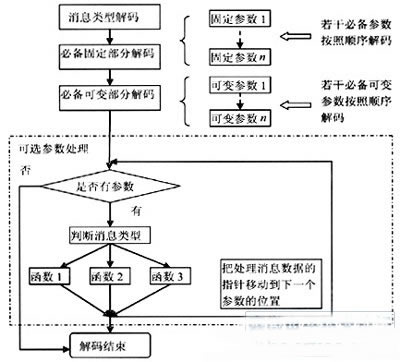 消息类型解码
必备固定部分解码
必备可变部分解码
固定参数 1
固定参数 n
若干必备参数
按照顺序解码
可变参数 1
可变参数 n
若干必备可变
参数按照顺序
解码
可选参数处理
否
是否有参数
有
判断消息类型
函数 1
函数 2
函数 3
把处理消息数据的
指针移动到下一个
参数的位置
解码结束